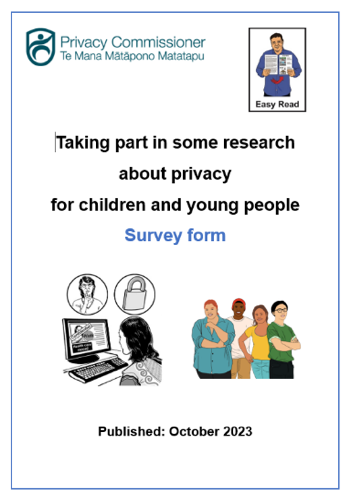 Privacy Commissioner
Te Mana Mātāpono Matatapu
Easy Read
Taking part in some research
about privacy
for children and young people
Survey form
Published: October 2023